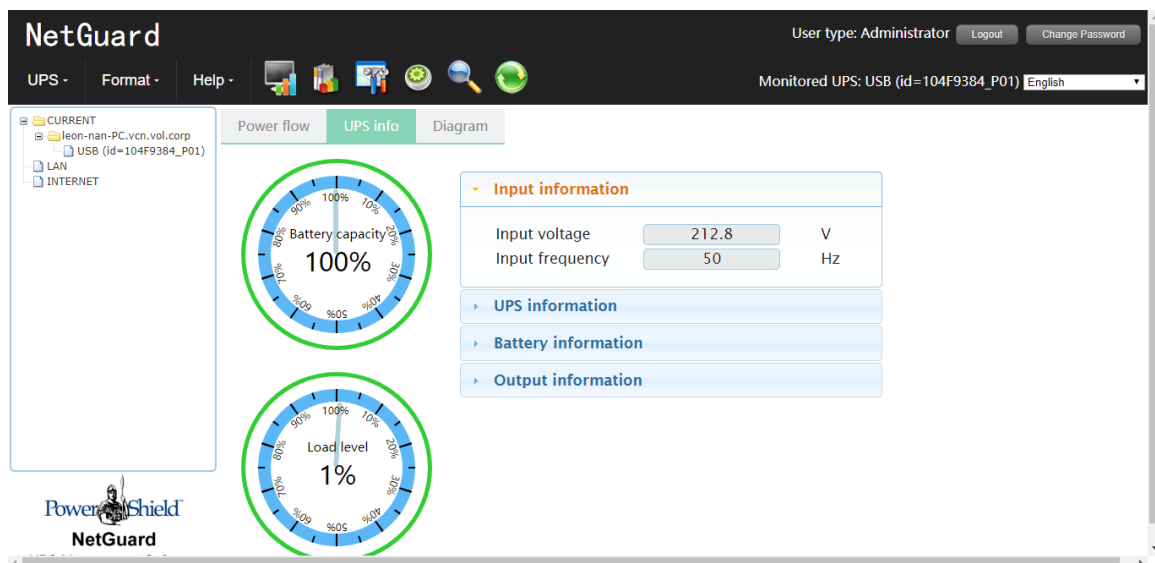 NetGuard
User type: Administrator Logout Change Password
UPS Format Help
Monitored UPS: USB (id=104F9384_P01) English
CURRENT
leon-nan-PC.vcn.vol.corp
USB (id=104F9384_P01)
LAN
INTERNET
Power flow UPS info Diagram
100%
10%
20%
30%
40%
50%
60%
70%
80%
90%
Battery capacity
100%
100%
10%
20%
30%
40%
50%
60%
70%
80%
90%
Load level
1%
Input information
Input voltage 212.8 V
Input frequency 50 Hz
UPS information
Battery information
Output information
PowerShield
NetGuard